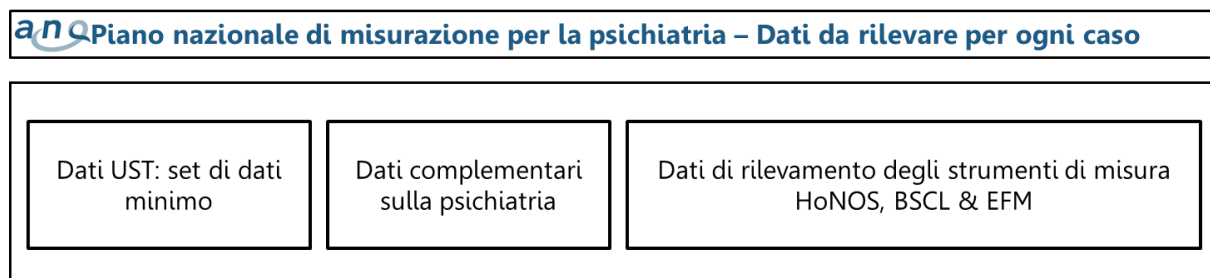 anQ Piano nazionale di misurazione per la psichiatria – Dati da rilevare per ogni caso
Dati UST: set di dati
minimo
Dati complementari
sulla psichiatria
Dati di rilevamento degli strumenti di misura
HoNOS, BSCL & EFM